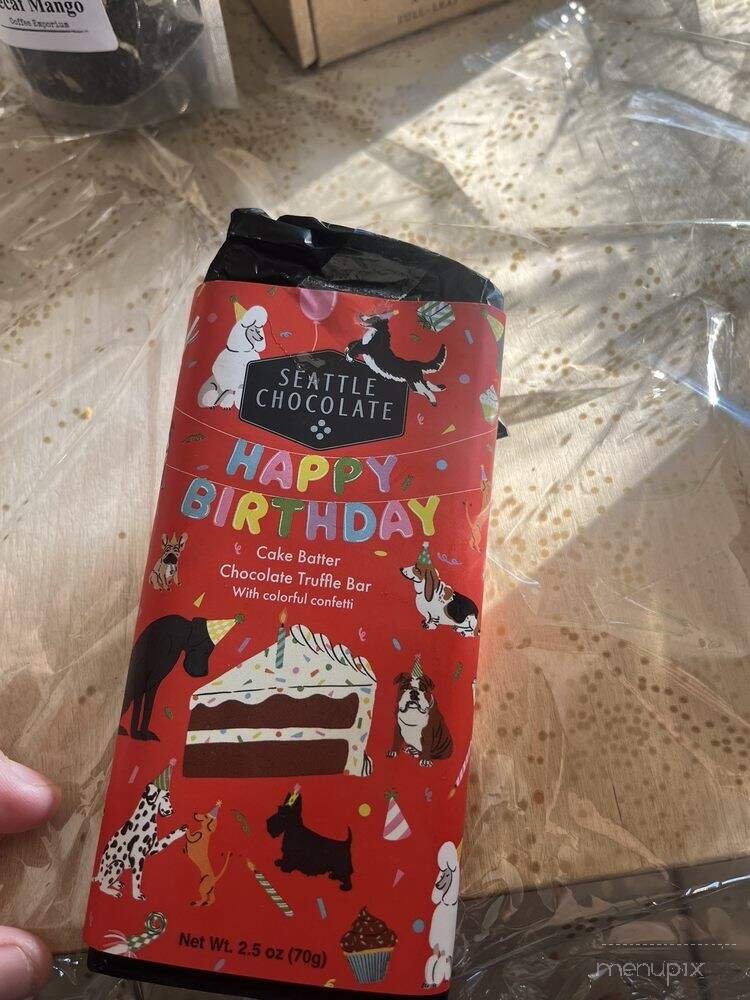 ecaf Mango
Coffee Emporium
SEATTLE
CHOCOLATE
HAPPY
BIRTHDAY
Cake Batter
Chocolate Truffle Bar
With colorful confetti
Net Wt. 2.5 oz (70g)
menupix